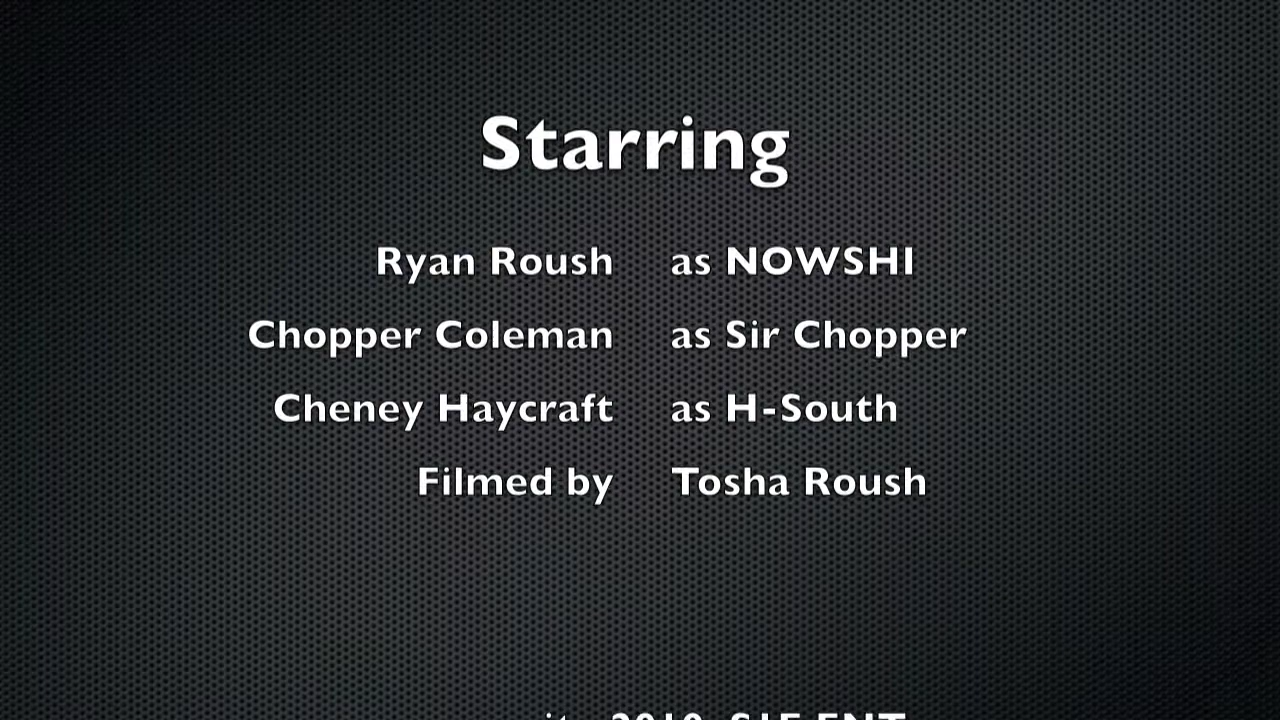 Starring
Ryan Roush as NOWSHI
Chopper Coleman as Sir Chopper
Cheney Haycraft as H-South
Filmed by Tosha Roush